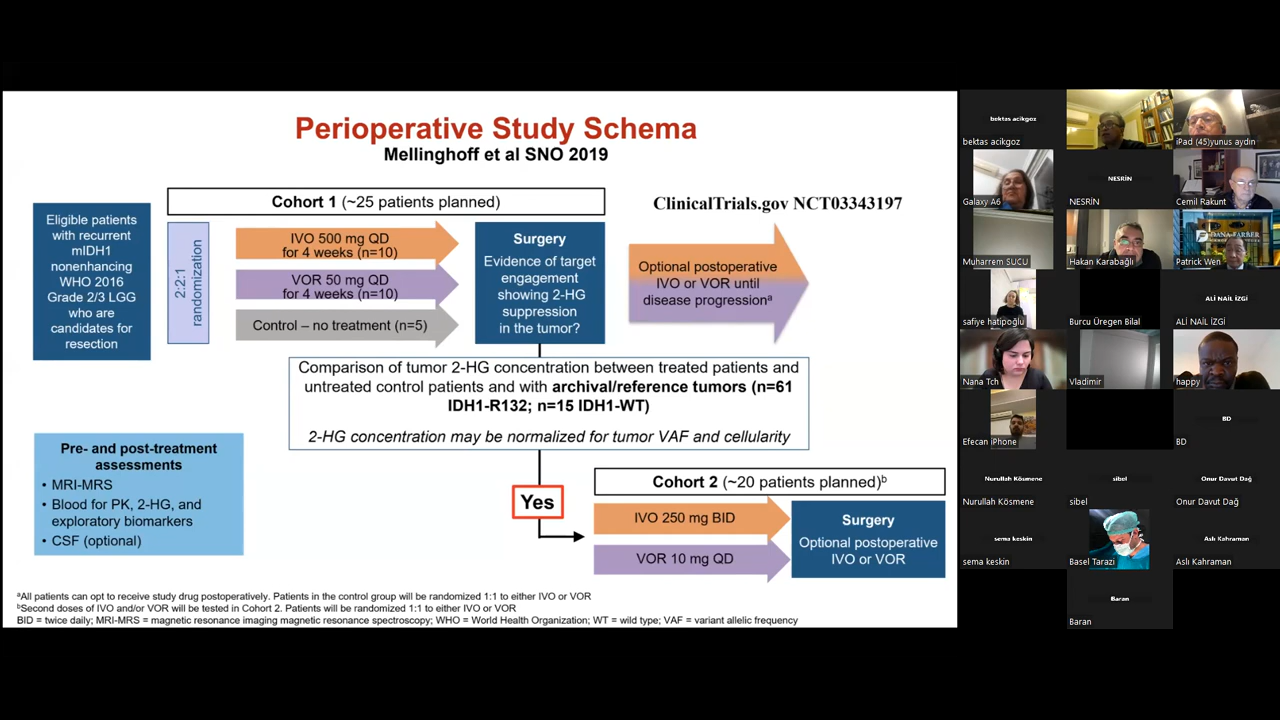 Perioperative Study Schema
Mellinghoff et al SNO 2019
Eligible patients
with recurrent
mIDH1
nonenhancing
WHO 2016
Grade 2/3 LGG
who are
candidates for
resection
Cohort 1 (~25 patients planned)
2:2:1
randomization
IVO 500 mg QD
for 4 weeks (n=10)
VOR 50 mg QD
for 4 weeks (n=10)
Control – no treatment (n=5)
Surgery
Evidence of target
engagement
showing 2-HG
suppression
in the tumor?
ClinicalTrials.gov NCT03343197
Optional postoperative
IVO or VOR until
disease progressionᵃ
Comparison of tumor 2-HG concentration between treated patients and
untreated control patients and with archival/reference tumors (n=61
IDH1-R132; n=15 IDH1-WT)
2-HG concentration may be normalized for tumor VAF and cellularity
Pre- and post-treatment
assessments
• MRI-MRS
• Blood for PK, 2-HG, and
exploratory biomarkers
• CSF (optional)
Yes
Cohort 2 (~20 patients planned)ᵇ
IVO 250 mg BID
VOR 10 mg QD
Surgery
Optional postoperative
IVO or VOR
ᵃAll patients can opt to receive study drug postoperatively. Patients in the control group will be randomized 1:1 to either IVO or VOR
ᵇSecond doses of IVO and/or VOR will be tested in Cohort 2. Patients will be randomized 1:1 to either IVO or VOR
BID = twice daily; MRI-MRS = magnetic resonance imaging magnetic resonance spectroscopy; WHO = World Health Organization; WT = wild type; VAF = variant allelic frequency
bektas acikgoz
bektas acikgoz
iPad (45)yunus aydin
Galaxy A6
NESRİN
NESRİN
Cemil Rakunt
Muharrem SUCU
Hakan Karabağlı
DANA-FARBER
Patrick Wen
safiye hatipoğlu
Burcu Üregen Bilal
ALİ NAİL İZGİ
ALİ NAİL İZGİ
Nana Tch
Vladimir
happy
Efecan iPhone
BD
BD
Nurullah Kösmene
Nurullah Kösmene
sibel
sibel
Onur Davut Dağ
Onur Davut Dağ
sema keskin
sema keskin
Basel Tarazi
Aslı Kahraman
Aslı Kahraman
Baran
Baran